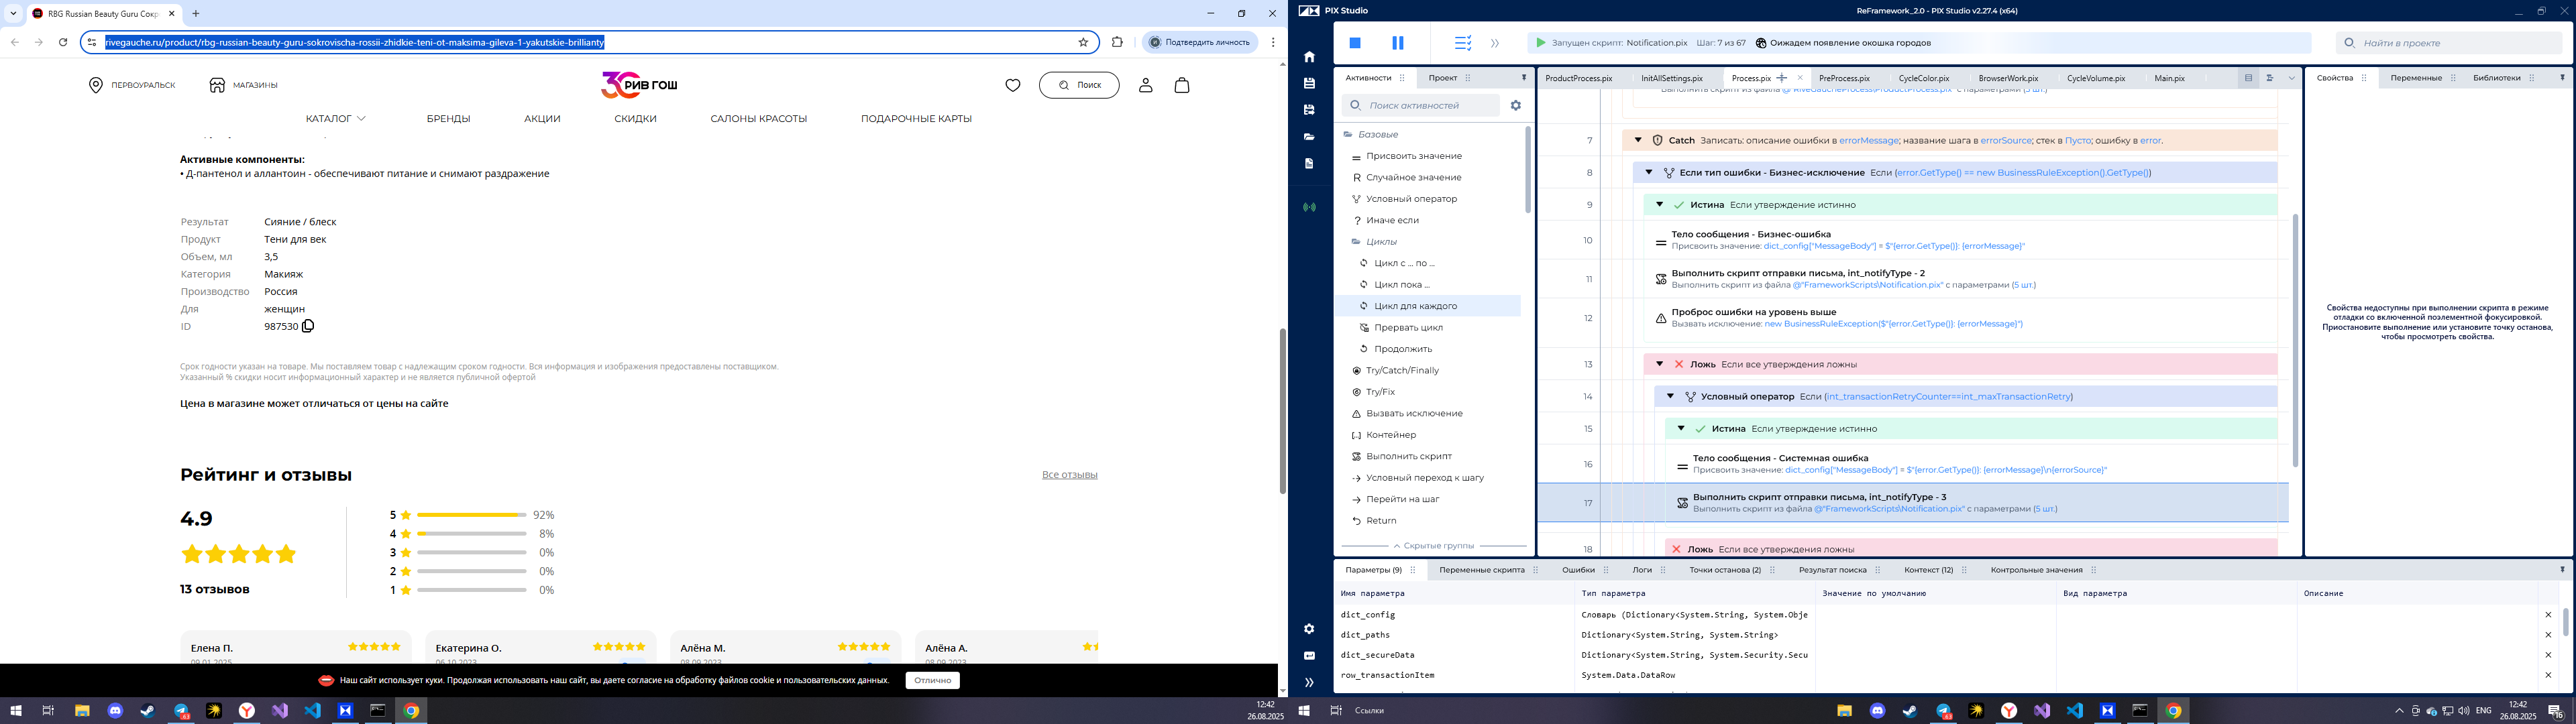 RBG Russian Beauty Guru Сокр
rivegauche.ru/product/rbg-russian-beauty-guru-sokrovischa-rossii-zhidkie-teni-ot-maksima-gileva-1-yakutskie-brillianty
Подтвердить личность
ПЕРВОУРАЛЬСК
МАГАЗИНЫ
РИВ ГОШ
Поиск
КАТАЛОГ
БРЕНДЫ
АКЦИИ
СКИДКИ
САЛОНЫ КРАСОТЫ
ПОДАРОЧНЫЕ КАРТЫ
Активные компоненты:
• Д-пантенол и аллантоин - обеспечивают питание и снимают раздражение
Результат Сияние / блеск
Продукт Тени для век
Объем, мл 3,5
Категория Макияж
Производство Россия
Для женщин
ID 987530
Срок годности указан на товаре. Мы поставляем товар с надлежащим сроком годности. Вся информация и изображения предоставлены поставщиком.
Указанный % скидки носит информационный характер и не является публичной офертой
Цена в магазине может отличаться от цены на сайте
Рейтинг и отзывы
Все отзывы
4.9
13 отзывов
5 92%
4 8%
3 0%
2 0%
1 0%
Елена П.
Екатерина О.
Алёна М.
Алёна А.
Наш сайт использует куки. Продолжая использовать наш сайт, вы даете согласие на обработку файлов cookie и пользовательских данных.
Отлично
12:42
26.08.2025
PIX Studio
ReFramework_2.0 - PIX Studio v2.27.4 (x64)
Запущен скрипт: Notification.pix Шаг: 7 из 67 Оижадем появление окошка городов
Найти в проекте
Активности
Проект
Поиск активностей
Базовые
Присвоить значение
Случайное значение
Условный оператор
Иначе если
Циклы
Цикл с ... по ...
Цикл пока ...
Цикл для каждого
Прервать цикл
Продолжить
Try/Catch/Finally
Try/Fix
Вызвать исключение
Контейнер
Выполнить скрипт
Условный переход к шагу
Перейти на шаг
Return
Скрытые группы
ProductProcess.pix
InitAllSettings.pix
Process.pix
PreProcess.pix
CycleColor.pix
BrowserWork.pix
CycleVolume.pix
Main.pix
Выполнить скрипт из файла @"RivegaucheProcess\ProductProcess.pix" с параметрами (5 шт.)
7 Catch Записать: описание ошибки в errorMessage; название шага в errorSource; стек в Пусто; ошибку в error.
8 Если тип ошибки - Бизнес-исключение Если (error.GetType() == new BusinessRuleException().GetType())
9 Истина Если утверждение истинно
10 Тело сообщения - Бизнес-ошибка
Присвоить значение: dict_config["MessageBody"] = $"{error.GetType()}: {errorMessage}"
11 Выполнить скрипт отправки письма, int_notifyType - 2
Выполнить скрипт из файла @"FrameworkScripts\Notification.pix" с параметрами (5 шт.)
12 Проброс ошибки на уровень выше
Вызвать исключение: new BusinessRuleException($"{error.GetType()}: {errorMessage}")
13 Ложь Если все утверждения ложны
14 Условный оператор Если (int_transactionRetryCounter==int_maxTransactionRetry)
15 Истина Если утверждение истинно
16 Тело сообщения - Системная ошибка
Присвоить значение: dict_config["MessageBody"] = $"{error.GetType()}: {errorMessage}\n{errorSource}"
17 Выполнить скрипт отправки письма, int_notifyType - 3
Выполнить скрипт из файла @"FrameworkScripts\Notification.pix" с параметрами (5 шт.)
18 Ложь Если все утверждения ложны
Свойства
Переменные
Библиотеки
Свойства недоступны при выполнении скрипта в режиме
отладки со включенной поэлементной фокусировкой.
Приостановите выполнение или установите точку останова,
чтобы просмотреть свойства.
Параметры (9)
Переменные скрипта
Ошибки
Логи
Точки останова (2)
Результат поиска
Контекст (12)
Контрольные значения
Имя параметра Тип параметра Значение по умолчанию Вид параметра Описание
dict_config Словарь (Dictionary<System.String, System.Obje
dict_paths Dictionary<System.String, System.String>
dict_secureData Dictionary<System.String, System.Security.Secu
row_transactionItem System.Data.DataRow
Ссылки
ENG
12:42
26.08.2025